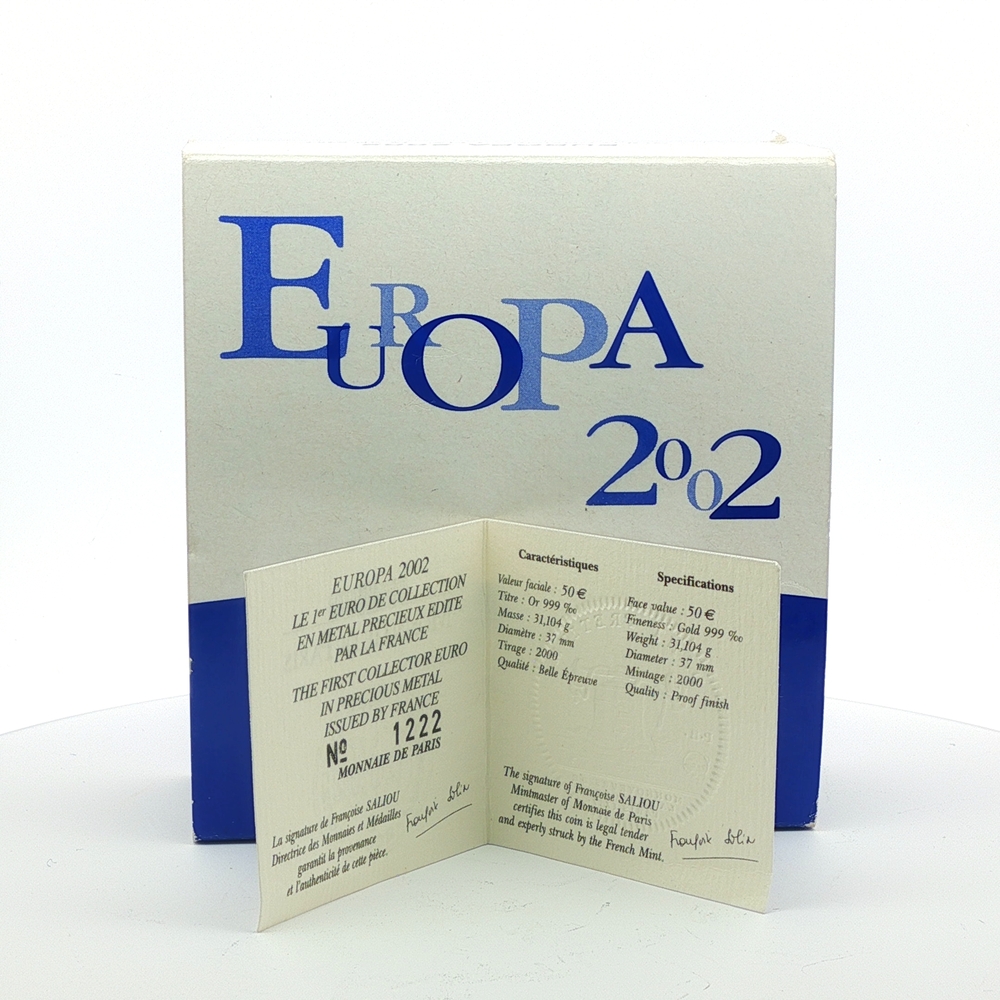 EUROPA
2002
EUROPA 2002
LE 1er EURO DE COLLECTION
EN METAL PRECIEUX EDITE
PAR LA FRANCE
THE FIRST COLLECTOR EURO
IN PRECIOUS METAL
ISSUED BY FRANCE
Nº 1222
MONNAIE DE PARIS
La signature de Françoise SALIOU
Directrice des Monnaies et Médailles
garantit la provenance
et l'authenticité de cette pièce.
Caractéristiques
Valeur faciale : 50 €
Titre : Or 999 ‰
Masse : 31,104 g
Diamètre : 37 mm
Tirage : 2000
Qualité : Belle Épreuve
Specifications
Face value : 50 €
Fineness : Gold 999 ‰
Weight : 31,104 g
Diameter : 37 mm
Mintage : 2000
Quality : Proof finish
The signature of Françoise SALIOU
Mintmaster of Monnaie de Paris
certifies this coin is legal tender
and experly struck by the French Mint.